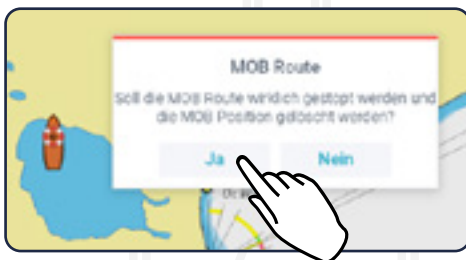 MOB Route
Soll die MOB Route wirklich gestopt werden und
die MOB Position gelöscht werden?
Ja
Nein